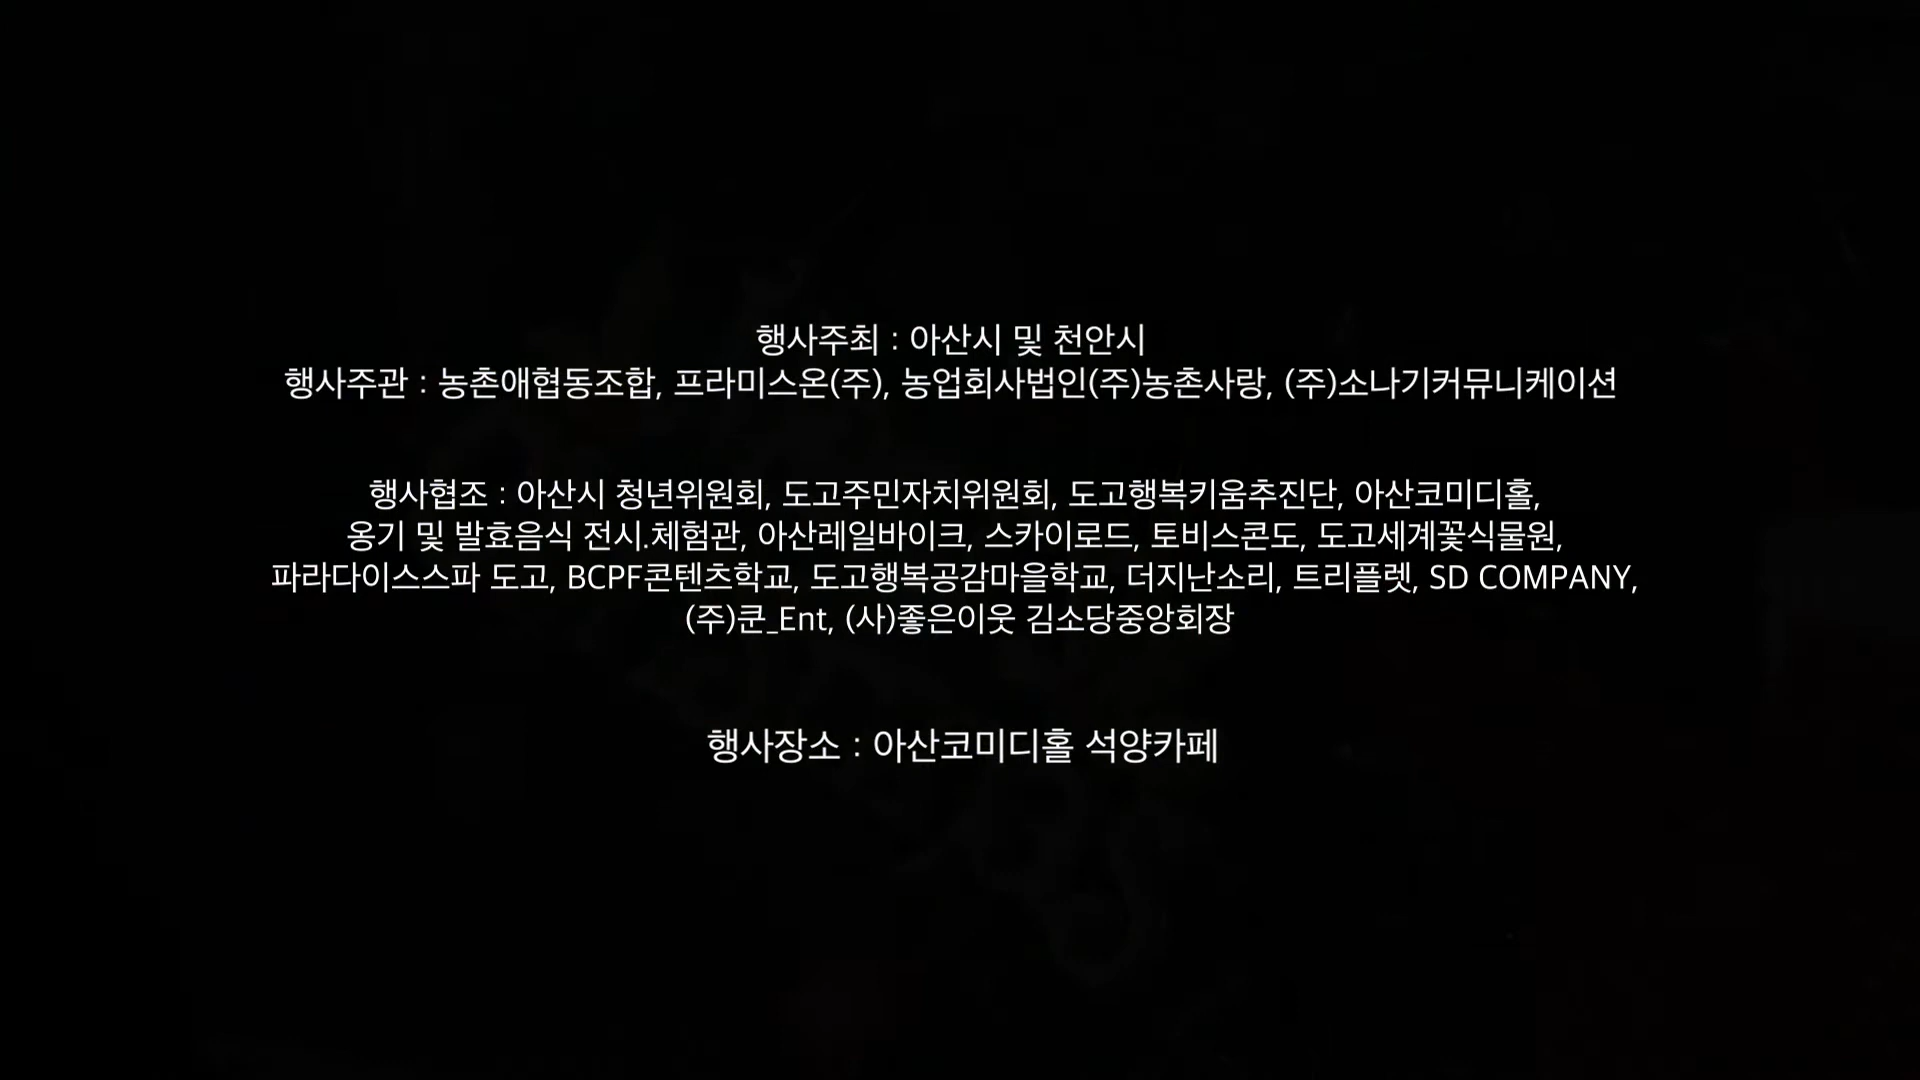 행사주최 : 아산시 및 천안시
행사주관 : 농촌애협동조합, 프라미스온(주), 농업회사법인(주)농촌사랑, (주)소나기커뮤니케이션
행사협조 : 아산시 청년위원회, 도고주민자치위원회, 도고행복키움추진단, 아산코미디홀,
옹기 및 발효음식 전시.체험관, 아산레일바이크, 스카이로드, 토비스콘도, 도고세계꽃식물원,
파라다이스스파 도고, BCPF콘텐츠학교, 도고행복공감마을학교, 더지난소리, 트리플렛, SD COMPANY,
(주)쿤_Ent, (사)좋은이웃 김소당중앙회장
행사장소 : 아산코미디홀 석양카페